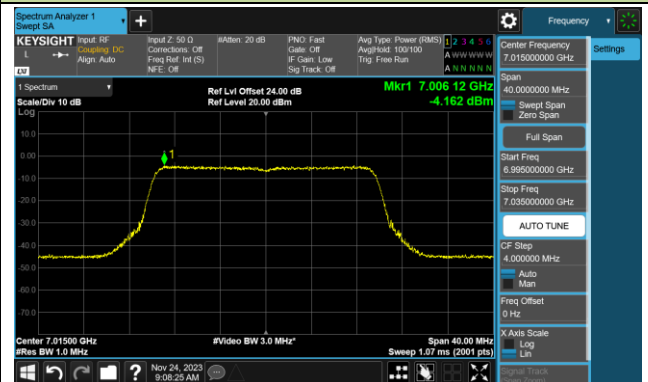 Spectrum Analyzer 1
Swept SA
Frequency
KEYSIGHT
Input: RF
Coupling: DC
Align: Auto
Input Z: 50 Ω
Corrections: Off
Freq Ref: Int (S)
NFE: Off
#Atten: 20 dB
PNO: Fast
Gate: Off
IF Gain: Low
Sig Track: Off
Avg Type: Power (RMS)
Avg|Hold: 100/100
Trig: Free Run
1 2 3 4 5 6
A W W W W W
A N N N N N
L
LXI
1 Spectrum
Scale/Div 10 dB
Ref Lvl Offset 24.00 dB
Ref Level 20.00 dBm
Mkr1 7.006 12 GHz
-4.162 dBm
Log
10.0
0.00
-10.0
-20.0
-30.0
-40.0
-50.0
-60.0
-70.0
1
Center 7.01500 GHz
#Res BW 1.0 MHz
#Video BW 3.0 MHz*
Span 40.00 MHz
Sweep 1.07 ms (2001 pts)
Nov 24, 2023
9:08:25 AM
Center Frequency
7.015000000 GHz
Settings
Span
40.0000000 MHz
Swept Span
Zero Span
Full Span
Start Freq
6.995000000 GHz
Stop Freq
7.035000000 GHz
AUTO TUNE
CF Step
4.000000 MHz
Auto
Man
Freq Offset
0 Hz
X Axis Scale
Log
Lin
Signal Track